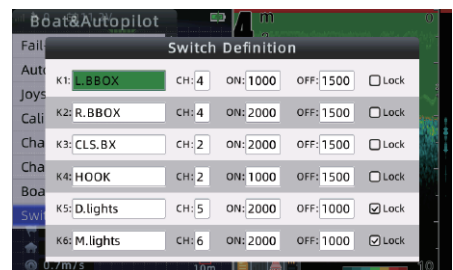 Boat&Autopilot
m
0
Fail
Switch Definition
Auto
K1: L.BBOX CH: 4 ON: 1000 OFF: 1500 Lock
Joys
K2: R.BBOX CH: 4 ON: 2000 OFF: 1500 Lock
Cali
Cha
K3: CLS.BX CH: 2 ON: 2000 OFF: 1500 Lock
Cha
K4: HOOK CH: 2 ON: 1000 OFF: 1500 Lock
Boa
K5: D.lights CH: 5 ON: 2000 OFF: 1000 Lock
Swi
K6: M.lights CH: 6 ON: 2000 OFF: 1000 Lock
0.7m/s
10m
10